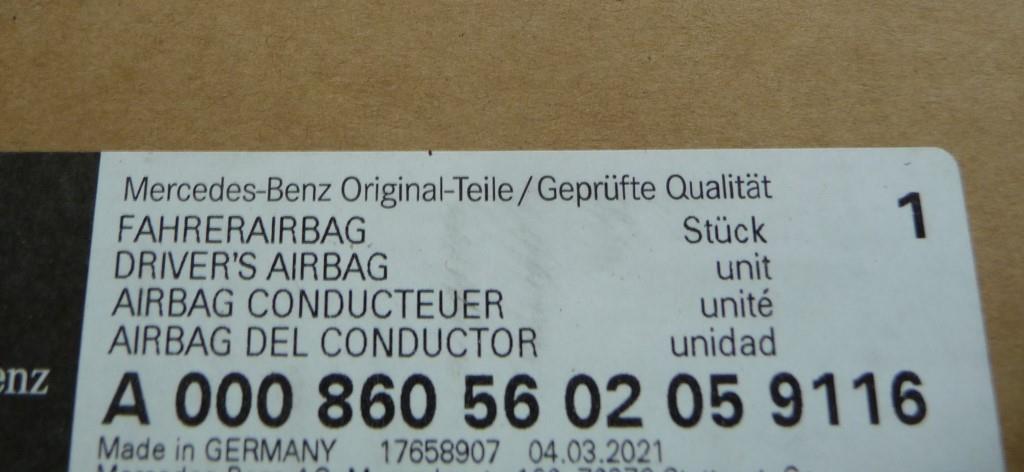 Mercedes-Benz Original-Teile/Geprüfte Qualität
1
FAHRERAIRBAG Stück
DRIVER'S AIRBAG unit
AIRBAG CONDUCTEUER unité
AIRBAG DEL CONDUCTOR unidad
enz
A 000 860 56 02 05 9116
Made in GERMANY 17658907 04.03.2021